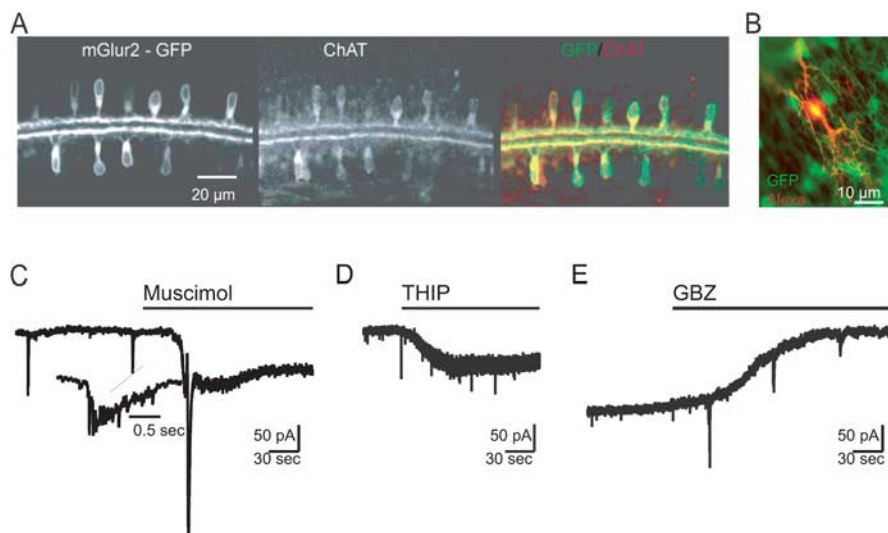 A
B
mGlur2 - GFP
ChAT
GFP/ChAT
20 µm
GFP
Alexa
10 µm
C
D
E
Muscimol
THIP
GBZ
0.5 sec
50 pA
30 sec
50 pA
30 sec
50 pA
30 sec